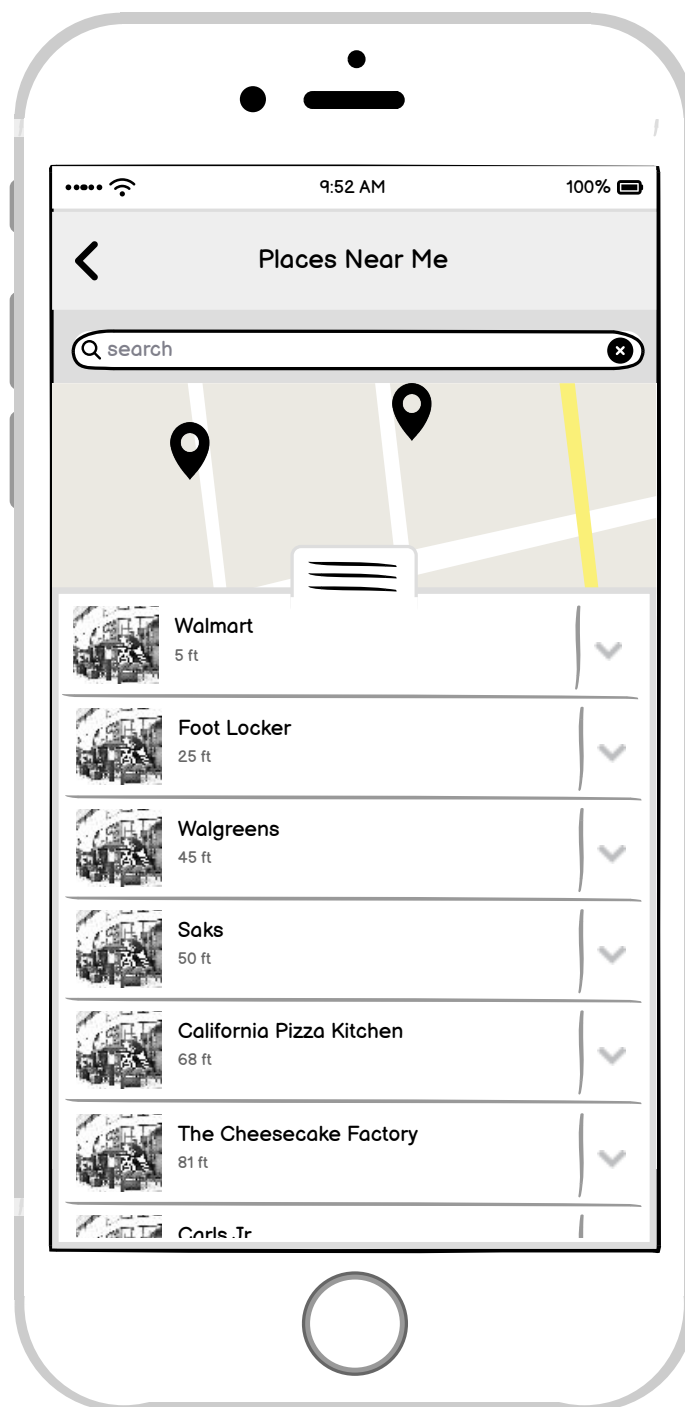 9:52 AM 100%
Places Near Me
search
Walmart
5 ft
Foot Locker
25 ft
Walgreens
45 ft
Saks
50 ft
California Pizza Kitchen
68 ft
The Cheesecake Factory
81 ft
Carls Jr